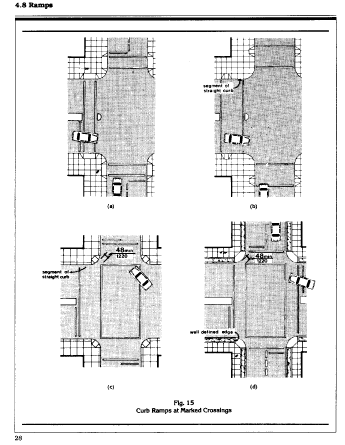 4.8 Ramps
segment of
straight curb
(a)
(b)
48 min
1220
segment of
straight curb
48 min
1220
well defined edge
(c)
(d)
Fig. 15
Curb Ramps at Marked Crossings
28